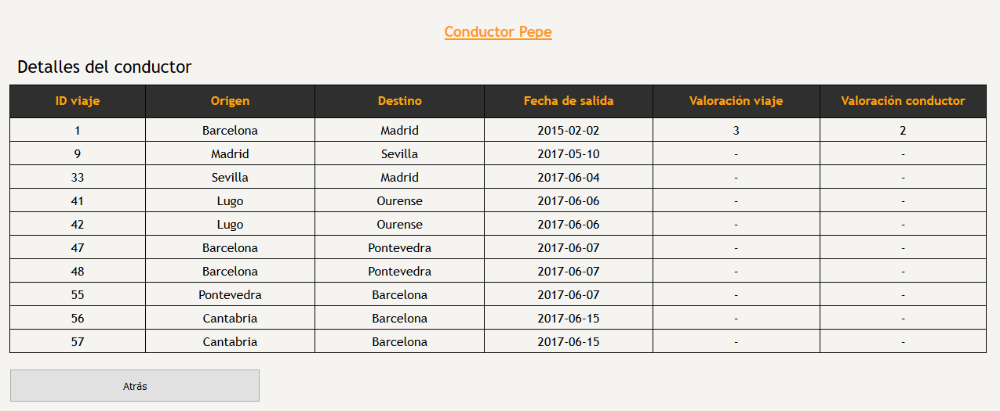 Conductor Pepe
Detalles del conductor
ID viaje Origen Destino Fecha de salida Valoración viaje Valoración conductor
1 Barcelona Madrid 2015-02-02 3 2
9 Madrid Sevilla 2017-05-10 - -
33 Sevilla Madrid 2017-06-04 - -
41 Lugo Ourense 2017-06-06 - -
42 Lugo Ourense 2017-06-06 - -
47 Barcelona Pontevedra 2017-06-07 - -
48 Barcelona Pontevedra 2017-06-07 - -
55 Pontevedra Barcelona 2017-06-07 - -
56 Cantabria Barcelona 2017-06-15 - -
57 Cantabria Barcelona 2017-06-15 - -
Atrás